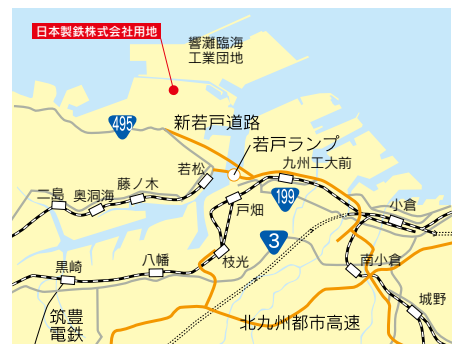 日本製鉄株式会社用地
響灘臨海
工業団地
495
新若戸道路
若戸ランプ
若松
九州工大前
藤ノ木
奥洞海
二島
戸畑
199
小倉
3
枝光
八幡
黒崎
南小倉
城野
筑豊
電鉄
北九州都市高速